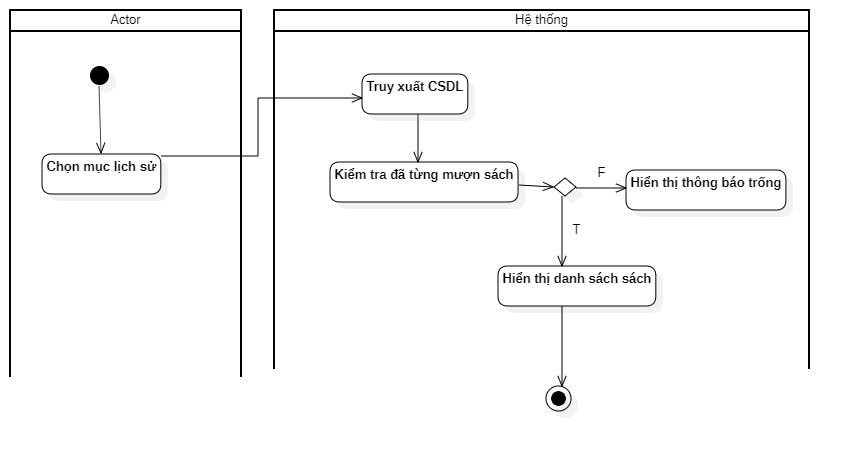 Actor
Hệ thống
Truy xuất CSDL
Chọn mục lịch sử
Kiểm tra đã từng mượn sách
F
Hiển thị thông báo trống
T
Hiển thị danh sách sách